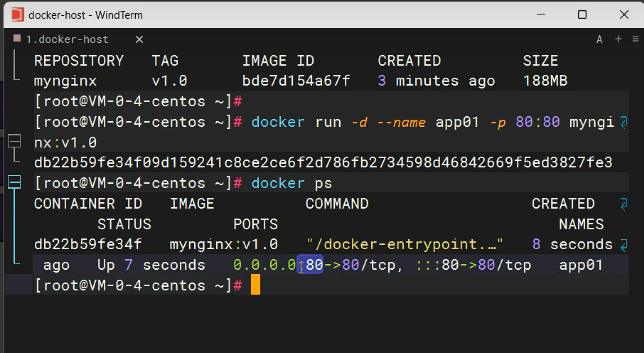 docker-host - WindTerm
1.docker-host
A
REPOSITORY TAG IMAGE ID CREATED SIZE
mynginx v1.0 bde7d154a67f 3 minutes ago 188MB
[root@VM-0-4-centos ~]#
[root@VM-0-4-centos ~]# docker run -d --name app01 -p 80:80 myngi
nx:v1.0
db22b59fe34f09d159241c8ce2ce6f2d786fb2734598d46842669f5ed3827fe3
[root@VM-0-4-centos ~]# docker ps
CONTAINER ID IMAGE COMMAND CREATED
STATUS PORTS NAMES
db22b59fe34f mynginx:v1.0 "/docker-entrypoint.…" 8 seconds
ago Up 7 seconds 0.0.0.0:80->80/tcp, :::80->80/tcp app01
[root@VM-0-4-centos ~]#